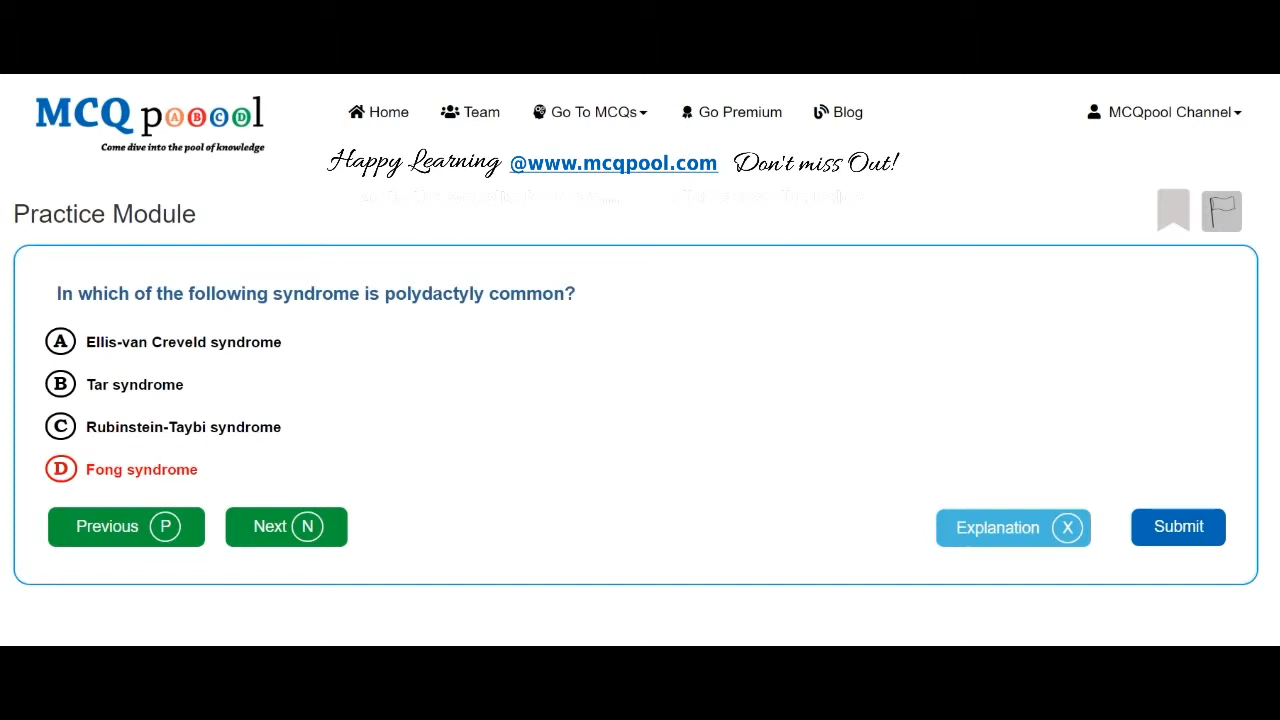 MCQ pooool
Come dive into the pool of knowledge
Home Team Go To MCQs Go Premium Blog MCQpool Channel
Happy Learning @www.mcqpool.com Don't miss Out!
Practice Module
In which of the following syndrome is polydactyly common?
A Ellis-van Creveld syndrome
B Tar syndrome
C Rubinstein-Taybi syndrome
D Fong syndrome
Previous P Next N Explanation X Submit